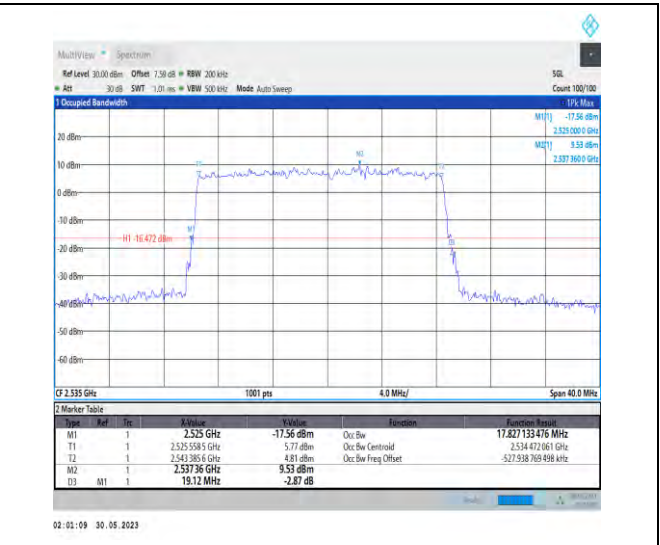 MultiView Spectrum
Ref Level 30.00 dBm Offset 7.59 dB RBW 200 kHz SGL
Att 30 dB SWT 1.01 ms VBW 500 kHz Mode Auto Sweep Count 100/100
1 Occupied Bandwidth 1Pk Max
M1[1] -17.56 dBm
2.525 000 0 GHz
M2[1] 9.53 dBm
2.537 360 0 GHz
20 dBm
M2
T1
10 dBm
0 dBm
-10 dBm
M1
H1 -16.472 dBm
D3
-20 dBm
-30 dBm
-40 dBm
-50 dBm
-60 dBm
CF 2.535 GHz 1001 pts 4.0 MHz/ Span 40.0 MHz
2 Marker Table
Type Ref Trc X-Value Y-Value Function Function Result
M1 1 2.525 GHz -17.56 dBm Occ Bw 17.827 133 476 MHz
T1 1 2.525 558 5 GHz 5.77 dBm Occ Bw Centroid 2.534 472 061 GHz
T2 1 2.543 385 6 GHz 4.81 dBm Occ Bw Freq Offset -527.938 769 498 kHz
M2 1 2.537 36 GHz 9.53 dBm
D3 M1 1 19.12 MHz -2.87 dB
02:01:09 30.05.2023